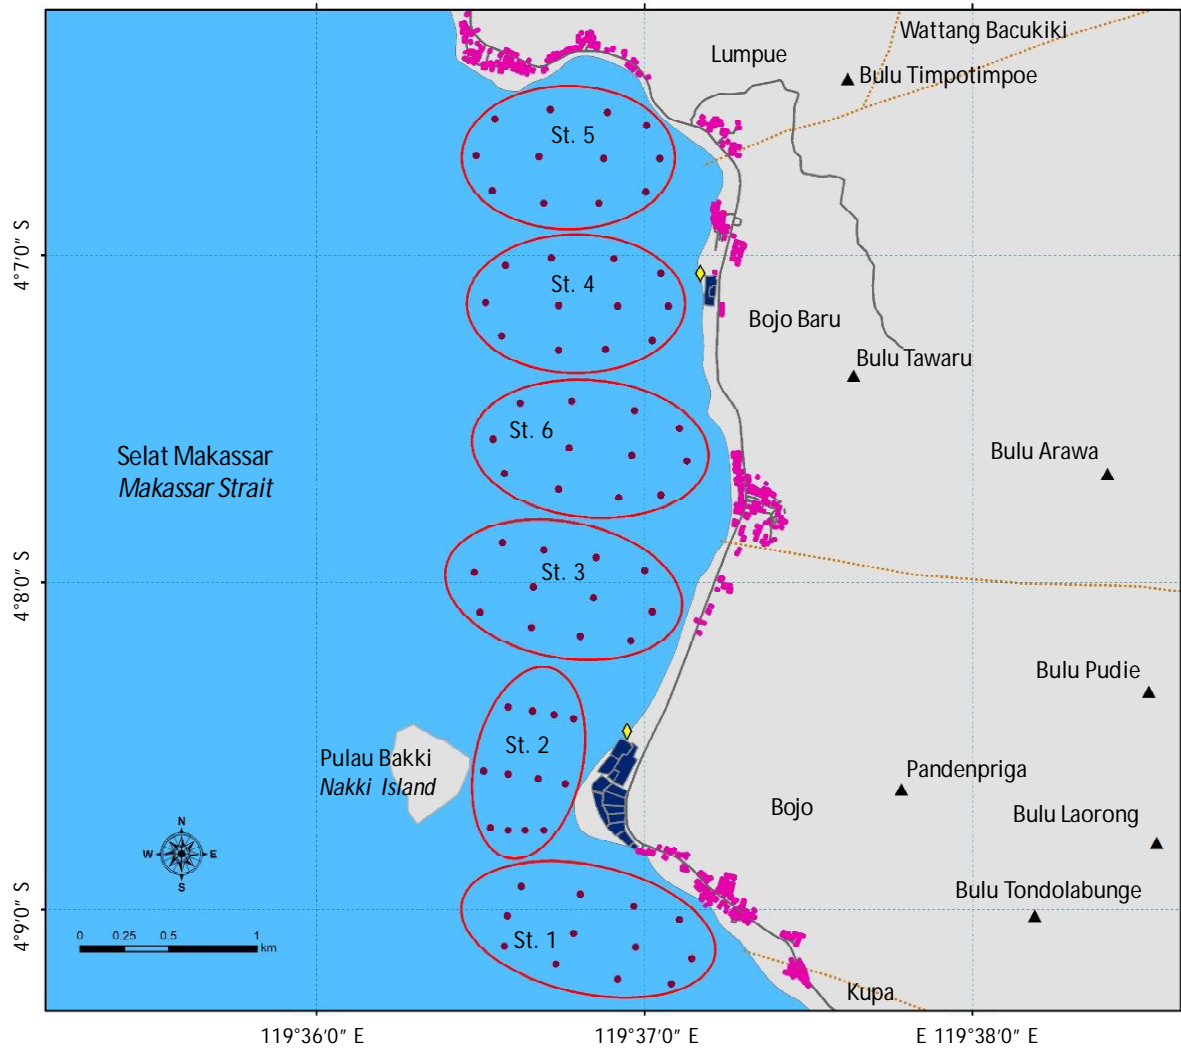 Wattang Bacukiki
Lumpue
Bulu Timpotimpoe
St. 5
4°7'0" S
St. 4
Bojo Baru
Bulu Tawaru
St. 6
Selat Makassar
Makassar Strait
Bulu Arawa
St. 3
4°8'0" S
Bulu Pudie
St. 2
Pulau Bakki
Nakki Island
Pandenpriga
Bojo
Bulu Laorong
N
W E
S
Bulu Tondolabunge
4°9'0" S
0 0.25 0.5 1
km
St. 1
Kupa
119°36'0" E 119°37'0" E E 119°38'0" E